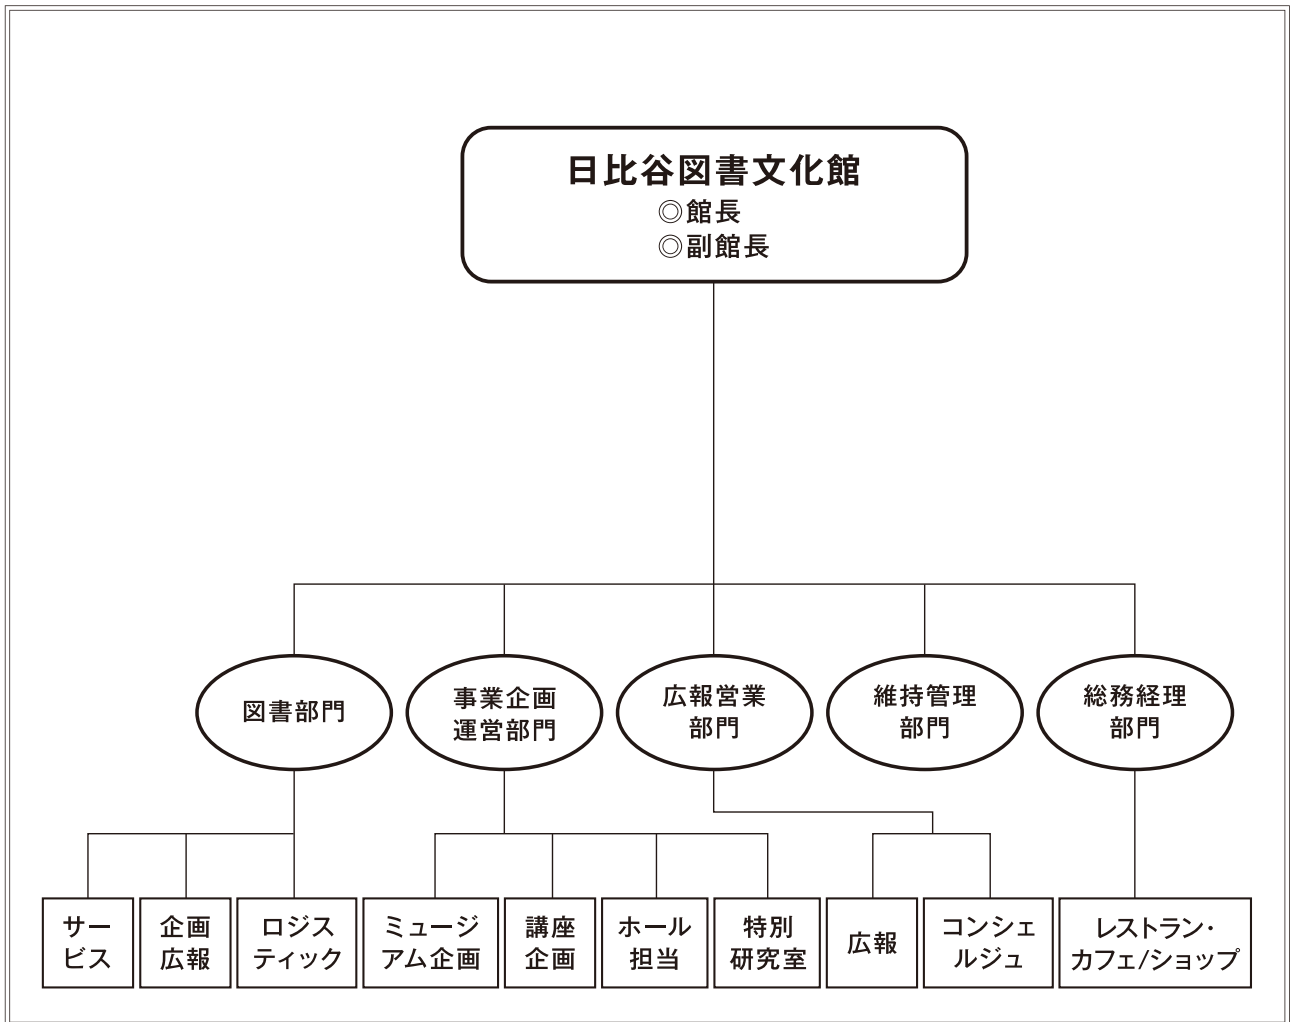 日比谷図書文化館
◎館長
◎副館長
図書部門
事業企画
運営部門
広報営業
部門
維持管理
部門
総務経理
部門
サー
ビス
企画
広報
ロジス
ティック
ミュージ
アム企画
講座
企画
ホール
担当
特別
研究室
広報
コンシェ
ルジュ
レストラン・
カフェ/ショップ